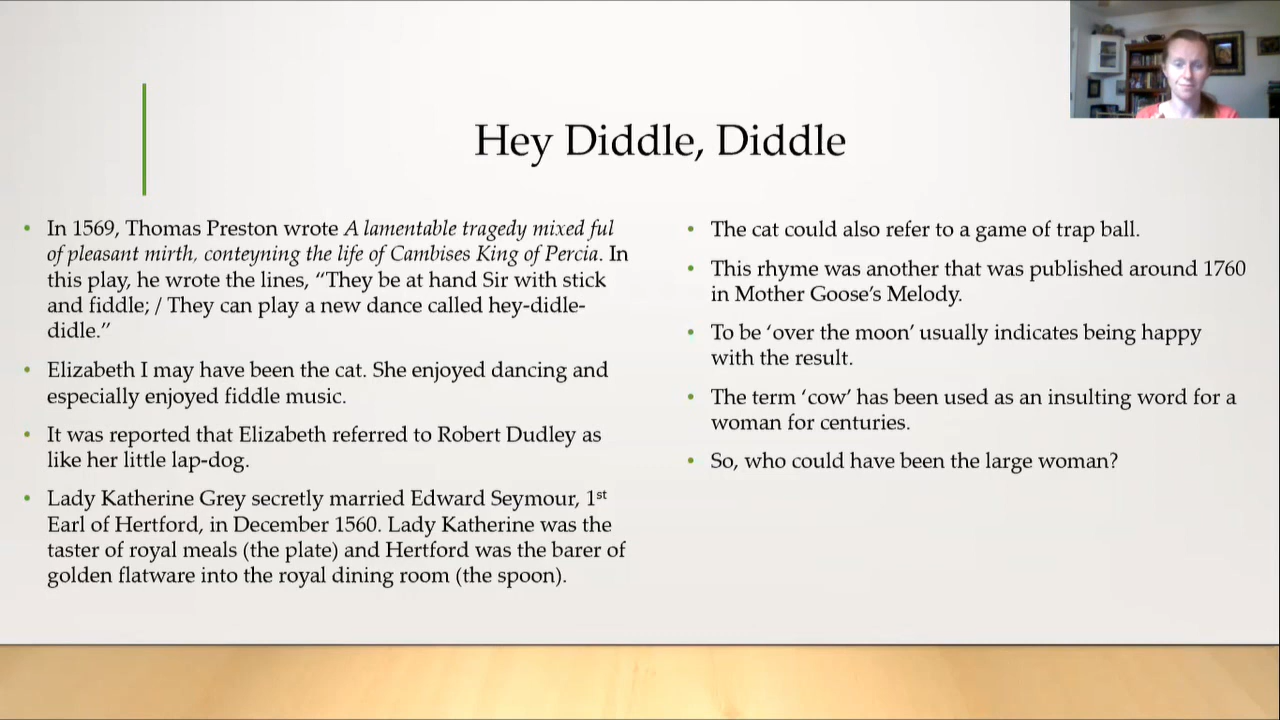 Hey Diddle, Diddle
• In 1569, Thomas Preston wrote A lamentable tragedy mixed ful
of pleasant mirth, conteyning the life of Cambises King of Percia. In
this play, he wrote the lines, “They be at hand Sir with stick
and fiddle; / They can play a new dance called hey-didle-
didle.”
• Elizabeth I may have been the cat. She enjoyed dancing and
especially enjoyed fiddle music.
• It was reported that Elizabeth referred to Robert Dudley as
like her little lap-dog.
• Lady Katherine Grey secretly married Edward Seymour, 1st
Earl of Hertford, in December 1560. Lady Katherine was the
taster of royal meals (the plate) and Hertford was the barer of
golden flatware into the royal dining room (the spoon).
• The cat could also refer to a game of trap ball.
• This rhyme was another that was published around 1760
in Mother Goose’s Melody.
• To be ‘over the moon’ usually indicates being happy
with the result.
• The term ‘cow’ has been used as an insulting word for a
woman for centuries.
• So, who could have been the large woman?